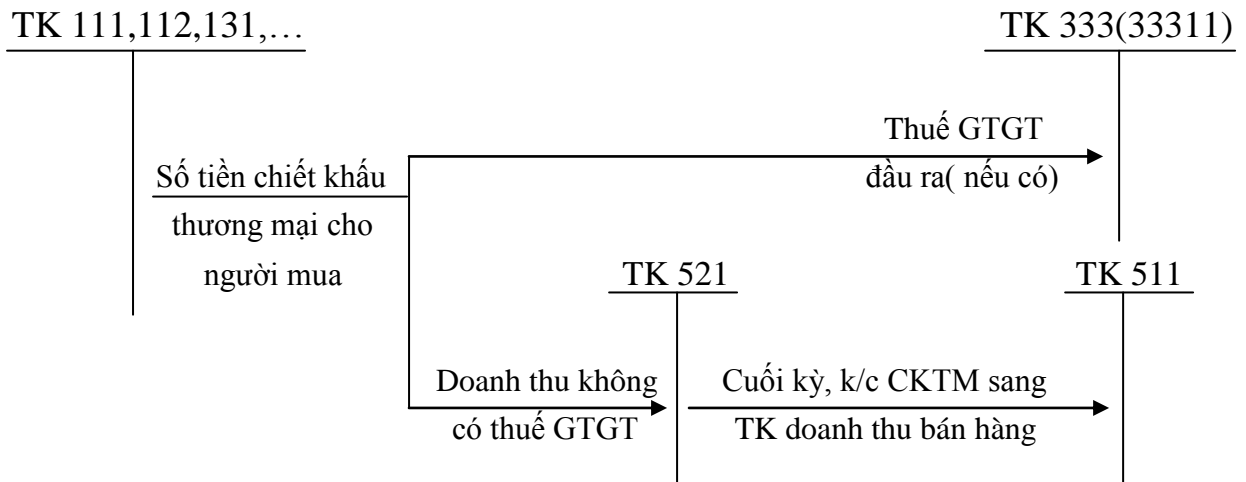 TK 111,112,131,…
TK 333(33311)
Thuế GTGT
đầu ra( nếu có)
Số tiền chiết khấu
thương mại cho
người mua
TK 521
TK 511
Doanh thu không
có thuế GTGT
Cuối kỳ, k/c CKTM sang
TK doanh thu bán hàng